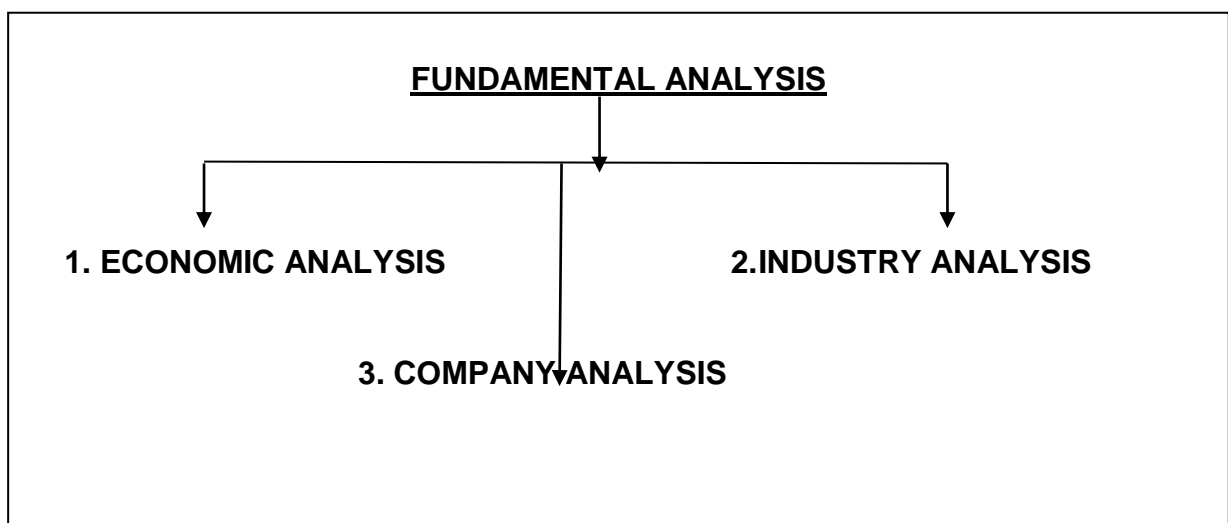 FUNDAMENTAL ANALYSIS
1. ECONOMIC ANALYSIS
2.INDUSTRY ANALYSIS
3. COMPANY ANALYSIS